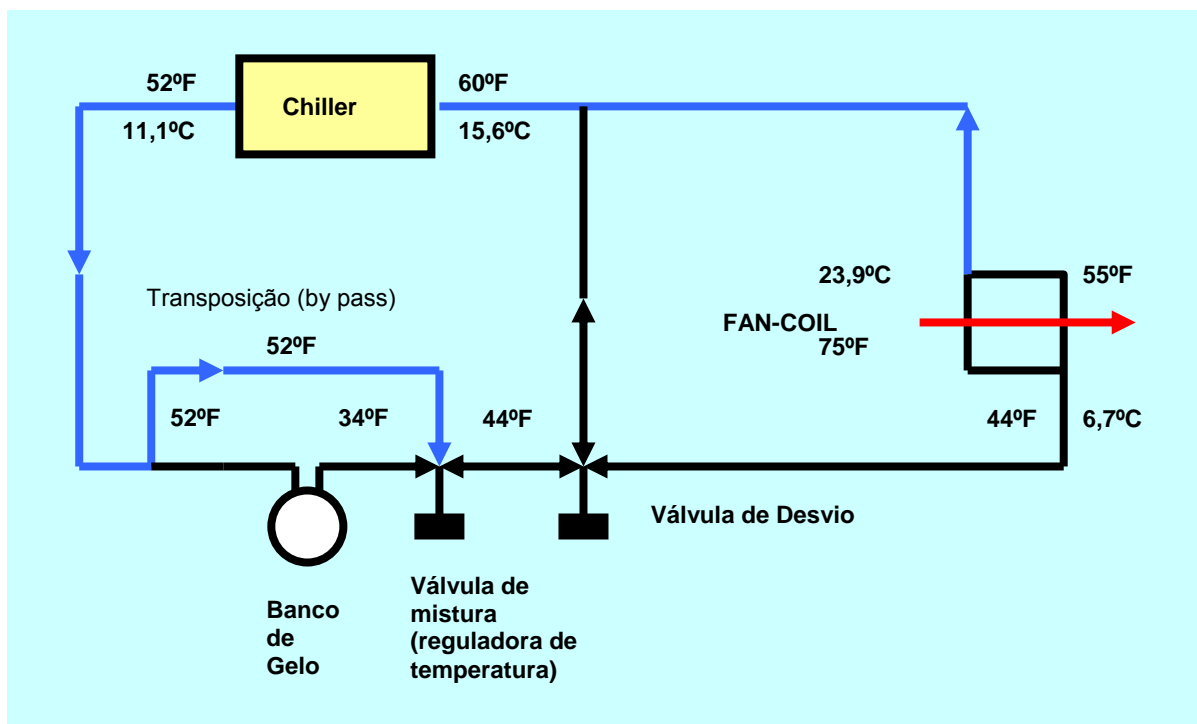 52ºF
Chiller
60ºF
11,1ºC
15,6ºC
23,9ºC
55ºF
Transposição (by pass)
FAN-COIL
75ºF
52ºF
52ºF
34ºF
44ºF
44ºF
6,7ºC
Válvula de Desvio
Banco
de
Gelo
Válvula de
mistura
(reguladora de
temperatura)